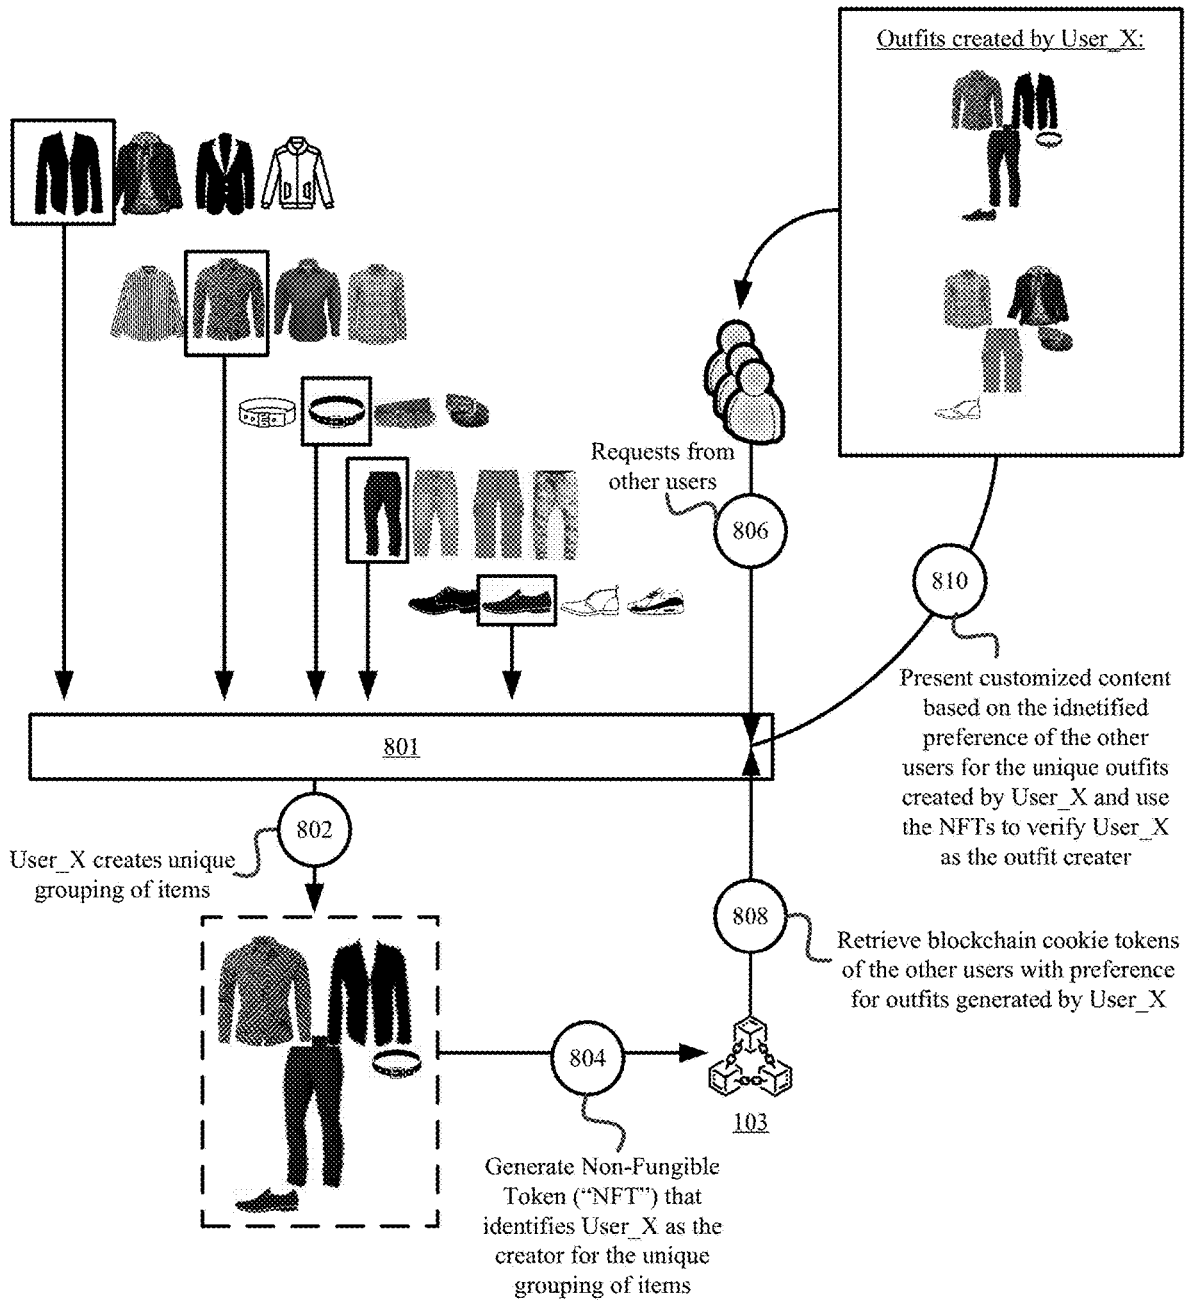 Outfits created by User_X:
Requests from
other users
806
810
Present customized content
based on the idnetified
preference of the other
users for the unique outfits
created by User_X and use
the NFTs to verify User_X
as the outfit creater
801
802
User_X creates unique
grouping of items
808
Retrieve blockchain cookie tokens
of the other users with preference
for outfits generated by User_X
804
103
Generate Non-Fungible
Token (“NFT”) that
identifies User_X as the
creator for the unique
grouping of items